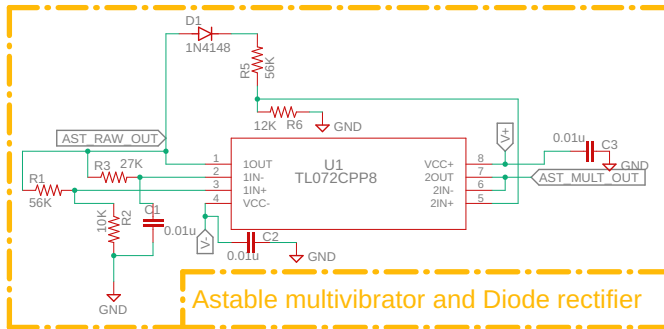 D1
1N4148
R5
56K
V+
0.01u
C3
GND
12K
R6
GND
AST_RAW_OUT
R3
27K
1
1OUT
U1
VCC+
8
2
1IN-
TL072CPP8
2OUT
7
AST_MULT_OUT
3
1IN+
2IN-
6
4
VCC-
2IN+
5
R1
56K
10K
R2
C1
0.01u
V-
C2
0.01u
GND
GND
Astable multivibrator and Diode rectifier